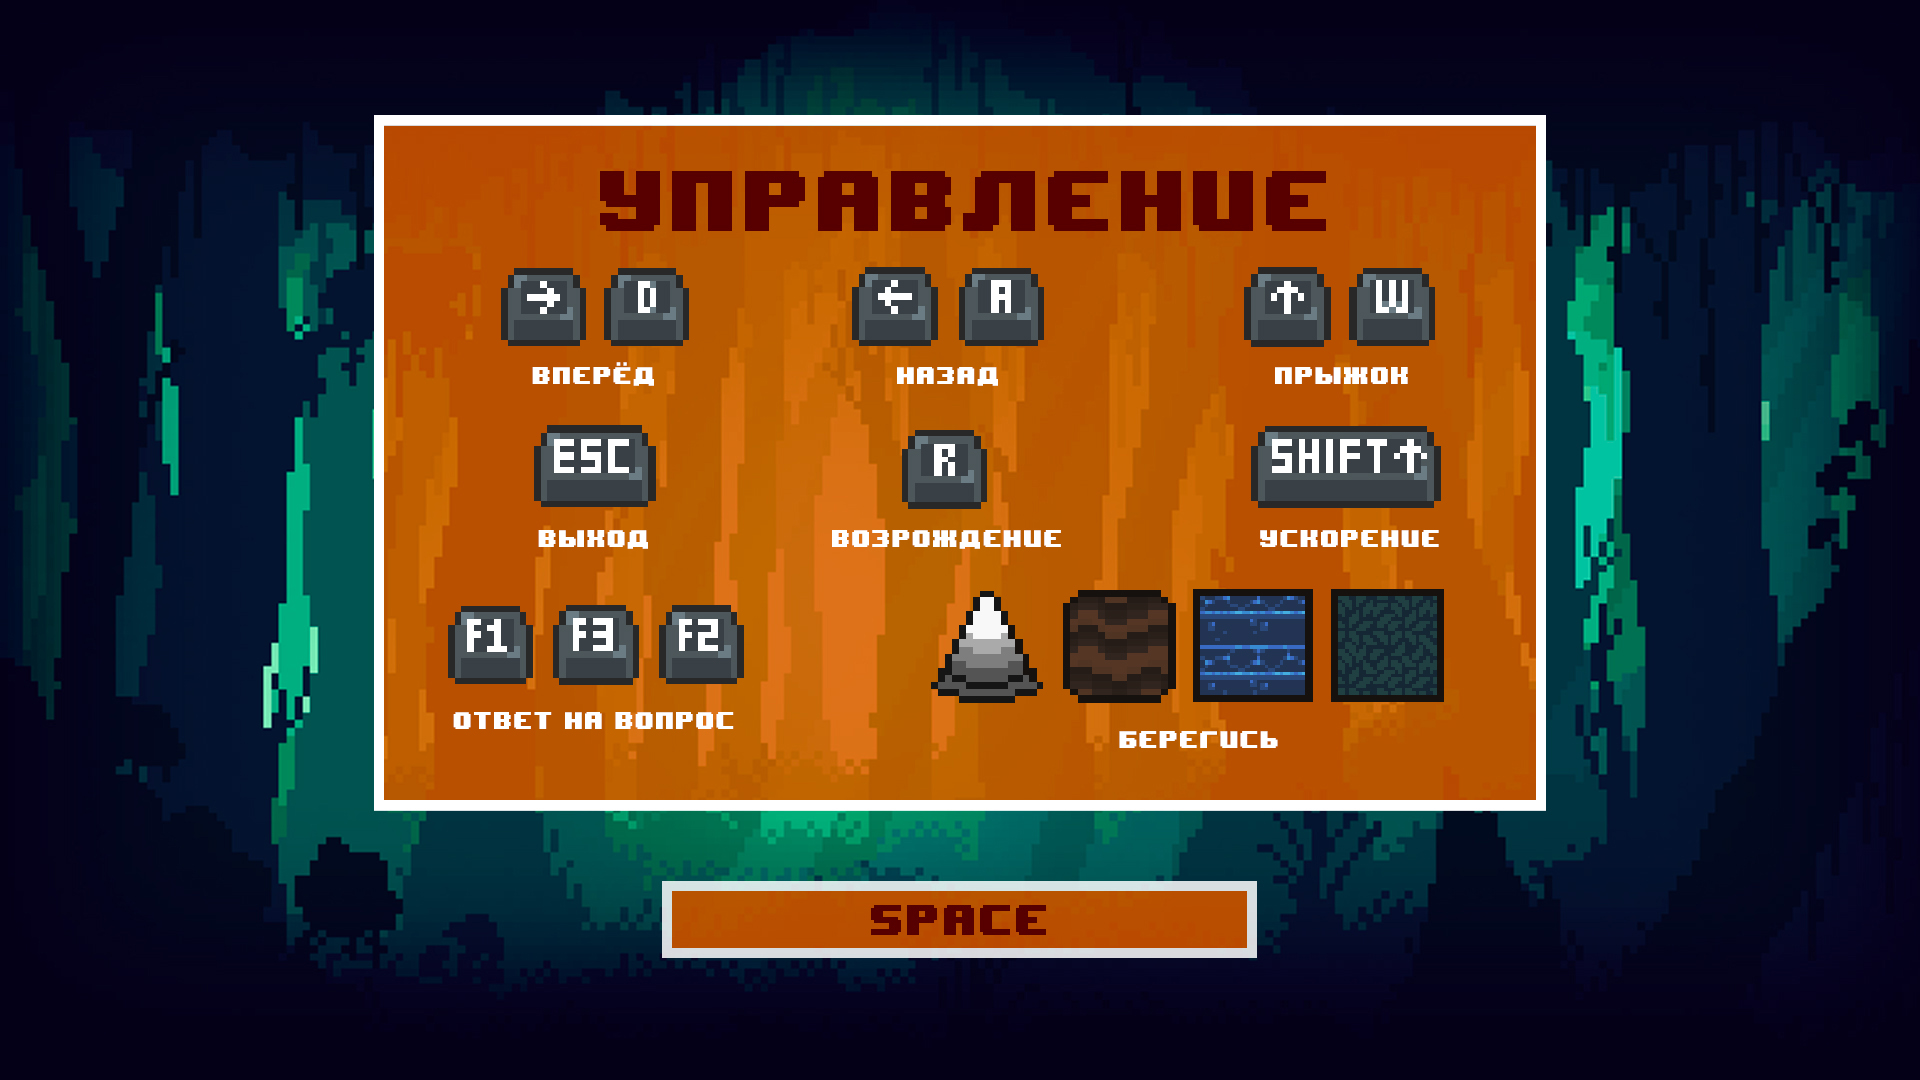 УПРАВЛЕНИЕ
→ D ← A ↑ W
ВПЕРЁД НАЗАД ПРЫЖОК
ESC R SHIFT↑
ВЫХОД ВОЗРОЖДЕНИЕ УСКОРЕНИЕ
F1 F3 F2
ОТВЕТ НА ВОПРОС
БЕРЕГИСЬ
SPACE